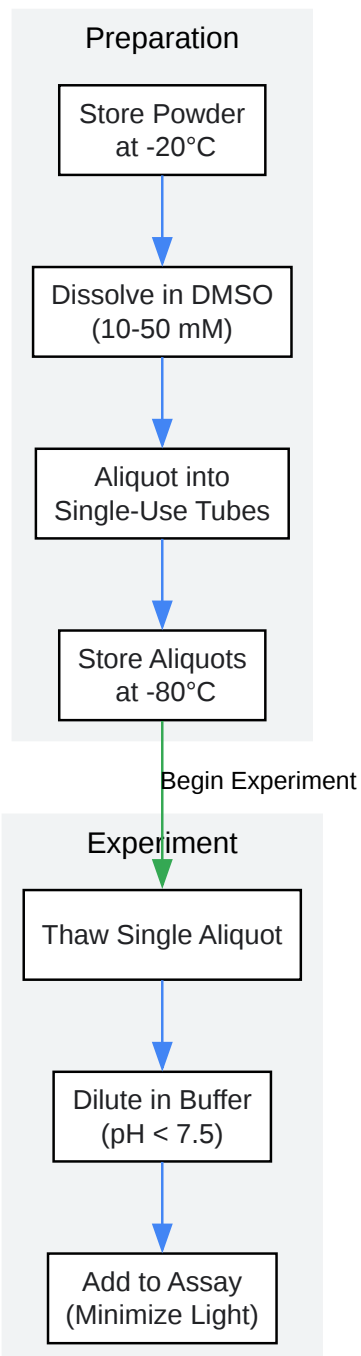 Preparation
Store Powder
at -20°C
Dissolve in DMSO
(10-50 mM)
Aliquot into
Single-Use Tubes
Store Aliquots
at -80°C
Begin Experiment
Experiment
Thaw Single Aliquot
Dilute in Buffer
(pH < 7.5)
Add to Assay
(Minimize Light)